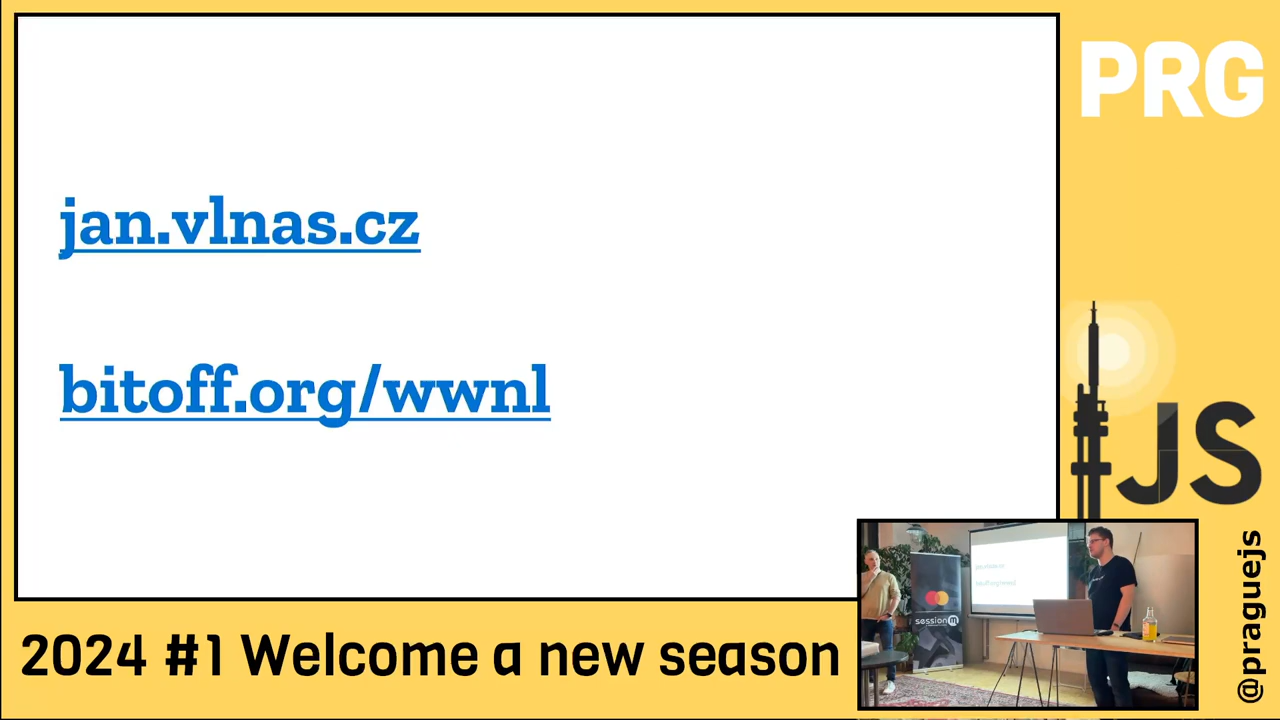 jan.vlnas.cz
bitoff.org/wwnl
PRG
JS
@praguejs
session m
2024 #1 Welcome a new season